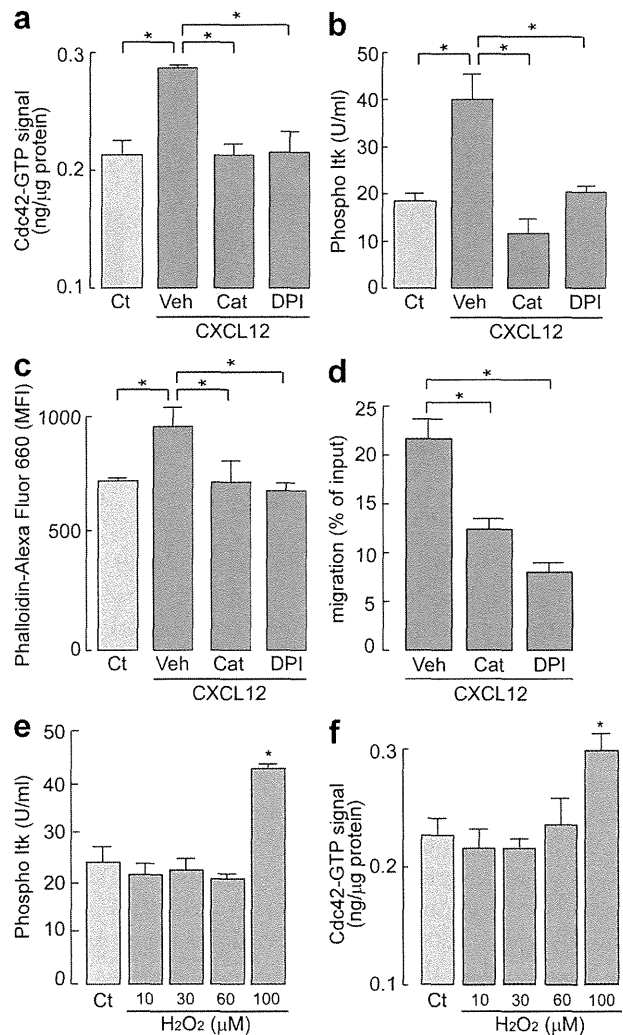 a
*
*
*
0.3
0.2
0.1
Cdc42-GTP signal
(ng/μg protein)
Ct
Veh
Cat
DPI
CXCL12
b
*
*
*
50
40
30
20
10
0
Phospho Itk (U/ml)
Ct
Veh
Cat
DPI
CXCL12
c
*
*
*
1000
500
0
Phalloidin-Alexa Fluor 660 (MFI)
Ct
Veh
Cat
DPI
CXCL12
d
*
*
25
20
15
10
5
0
migration (% of input)
Veh
Cat
DPI
CXCL12
e
*
50
40
30
20
10
0
Phospho Itk (U/ml)
Ct
10
30
60
100
H2O2 (μM)
f
*
0.3
0.2
0.1
Cdc42-GTP signal
(ng/μg protein)
Ct
10
30
60
100
H2O2 (μM)